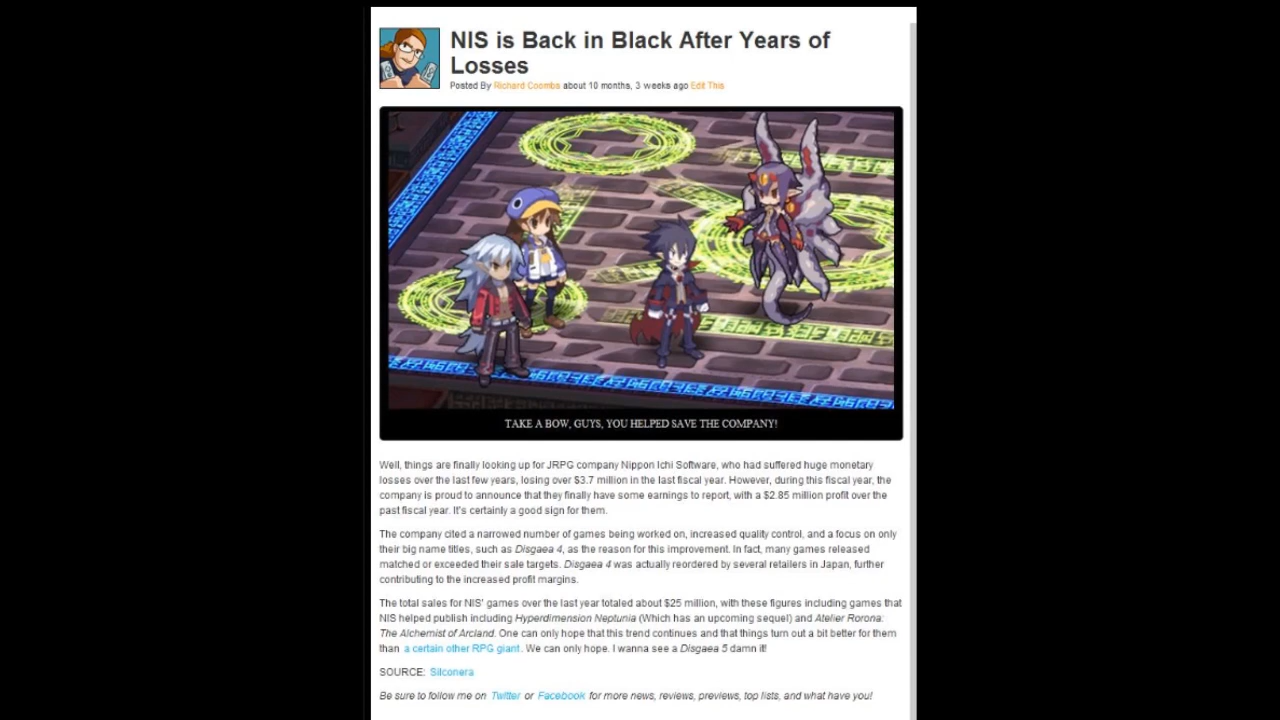 NIS is Back in Black After Years of
Losses
Posted By Richard Coombs about 10 months, 3 weeks ago Edit This
TAKE A BOW, GUYS, YOU HELPED SAVE THE COMPANY!
Well, things are finally looking up for JRPG company Nippon Ichi Software, who had suffered huge monetary
losses over the last few years, losing over $3.7 million in the last fiscal year. However, during this fiscal year, the
company is proud to announce that they finally have some earnings to report, with a $2.85 million profit over the
past fiscal year. It's certainly a good sign for them.
The company cited a narrowed number of games being worked on, increased quality control, and a focus on only
their big name titles, such as Disgaea 4, as the reason for this improvement. In fact, many games released
matched or exceeded their sale targets. Disgaea 4 was actually reordered by several retailers in Japan, further
contributing to the increased profit margins.
The total sales for NIS' games over the last year totaled about $25 million, with these figures including games that
NIS helped publish including Hyperdimension Neptunia (Which has an upcoming sequel) and Atelier Rorona:
The Alchemist of Arcland. One can only hope that this trend continues and that things turn out a bit better for them
than a certain other RPG giant. We can only hope. I wanna see a Disgaea 5 damn it!
SOURCE: Silconera
Be sure to follow me on Twitter or Facebook for more news, reviews, previews, top lists, and what have you!